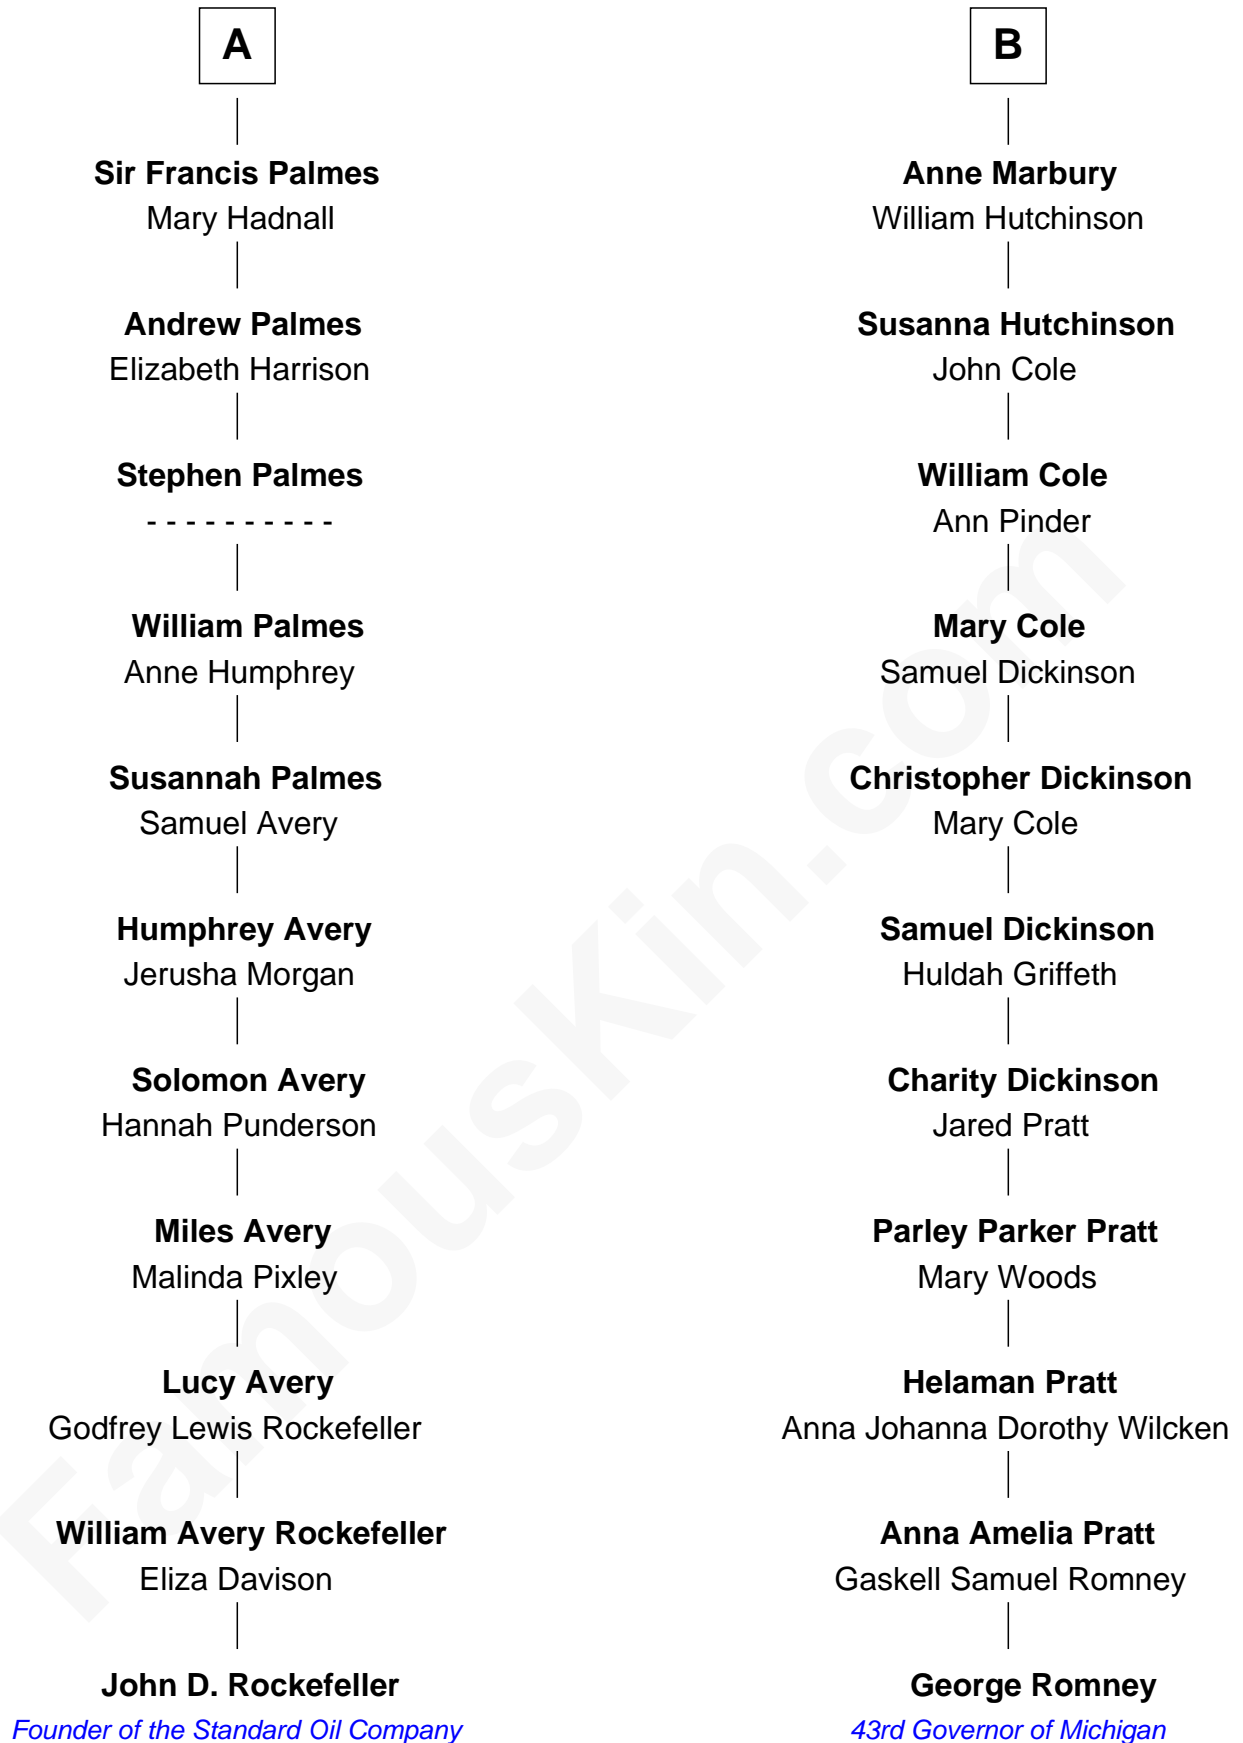 A
Sir Francis Palmes
Mary Hadnall
Andrew Palmes
Elizabeth Harrison
Stephen Palmes
- - - - - - - - - -
William Palmes
Anne Humphrey
Susannah Palmes
Samuel Avery
Humphrey Avery
Jerusha Morgan
Solomon Avery
Hannah Punderson
Miles Avery
Malinda Pixley
Lucy Avery
Godfrey Lewis Rockefeller
William Avery Rockefeller
Eliza Davison
John D. Rockefeller
Founder of the Standard Oil Company
B
Anne Marbury
William Hutchinson
Susanna Hutchinson
John Cole
William Cole
Ann Pinder
Mary Cole
Samuel Dickinson
Christopher Dickinson
Mary Cole
Samuel Dickinson
Huldah Griffeth
Charity Dickinson
Jared Pratt
Parley Parker Pratt
Mary Woods
Helaman Pratt
Anna Johanna Dorothy Wilcken
Anna Amelia Pratt
Gaskell Samuel Romney
George Romney
43rd Governor of Michigan
FamousKin.com